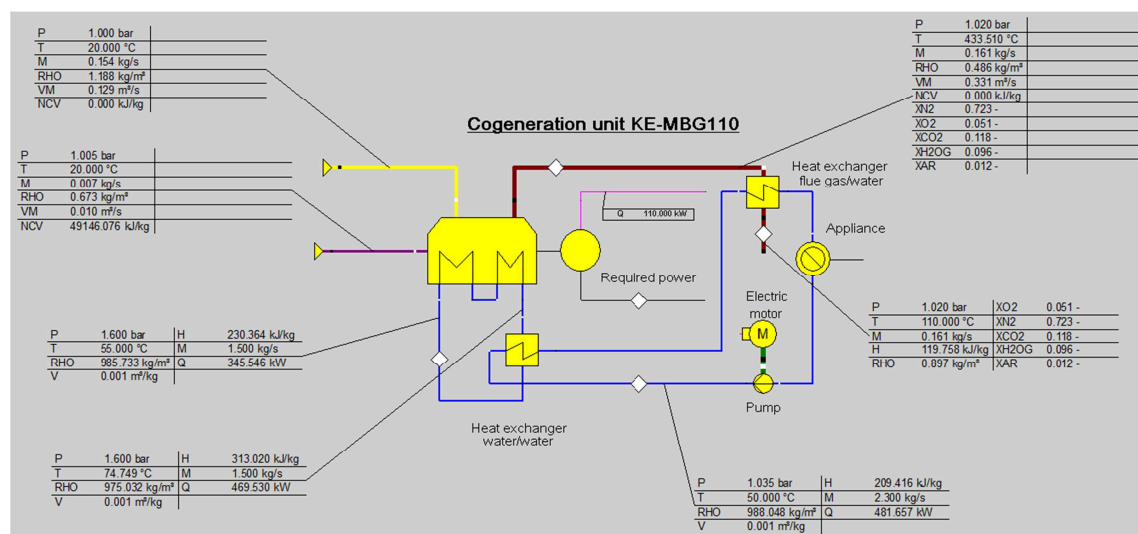 P 1.000 bar
T 20.000 °C
M 0.154 kg/s
RHO 1.188 kg/m³
VM 0.129 m³/s
NCV 0.000 kJ/kg
P 1.020 bar
T 433.510 °C
M 0.161 kg/s
RHO 0.486 kg/m³
VM 0.331 m³/s
NCV 0.000 kJ/kg
XN2 0.723 -
XO2 0.051 -
XCO2 0.118 -
XH2OG 0.096 -
XAR 0.012 -
Cogeneration unit KE-MBG110
P 1.005 bar
T 20.000 °C
M 0.007 kg/s
RHO 0.673 kg/m³
VM 0.010 m³/s
NCV 49146.076 kJ/kg
Heat exchanger
flue gas/water
Q 110.000 kW
Appliance
Required power
Electric
motor
M
Pump
P 1.020 bar XO2 0.051 -
T 110.000 °C XN2 0.723 -
M 0.161 kg/s XCO2 0.118 -
H 119.758 kJ/kg XH2OG 0.096 -
RHO 0.897 kg/m³ XAR 0.012 -
P 1.600 bar H 230.364 kJ/kg
T 55.000 °C M 1.500 kg/s
RHO 985.733 kg/m³ Q 345.546 kW
V 0.001 m³/kg
Heat exchanger
water/water
P 1.600 bar H 313.020 kJ/kg
T 74.749 °C M 1.500 kg/s
RHO 975.032 kg/m³ Q 469.530 kW
V 0.001 m³/kg
P 1.035 bar H 209.416 kJ/kg
T 50.000 °C M 2.300 kg/s
RHO 988.048 kg/m³ Q 481.657 kW
V 0.001 m³/kg